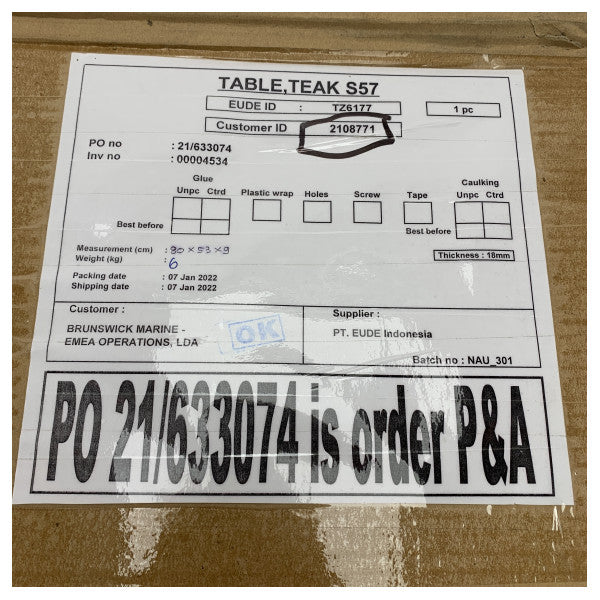 TABLE,TEAK S57
EUDE ID : TZ6177
1 pc
Customer ID 2108771
PO no : 21/633074
Inv no : 00004534
Glue
Unpc Ctrd
Plastic wrap
Holes
Screw
Tape
Caulking
Unpc Ctrd
Best before
Best before
Measurement (cm) : 90 x 53 x 9
Weight (kg) : 6
Thickness : 18mm
Packing date : 07 Jan 2022
Shipping date : 07 Jan 2022
Customer :
BRUNSWICK MARINE -
EMEA OPERATIONS, LDA
OK
Supplier :
PT. EUDE Indonesia
Batch no : NAU_301
PO 21/633074 is order P&A